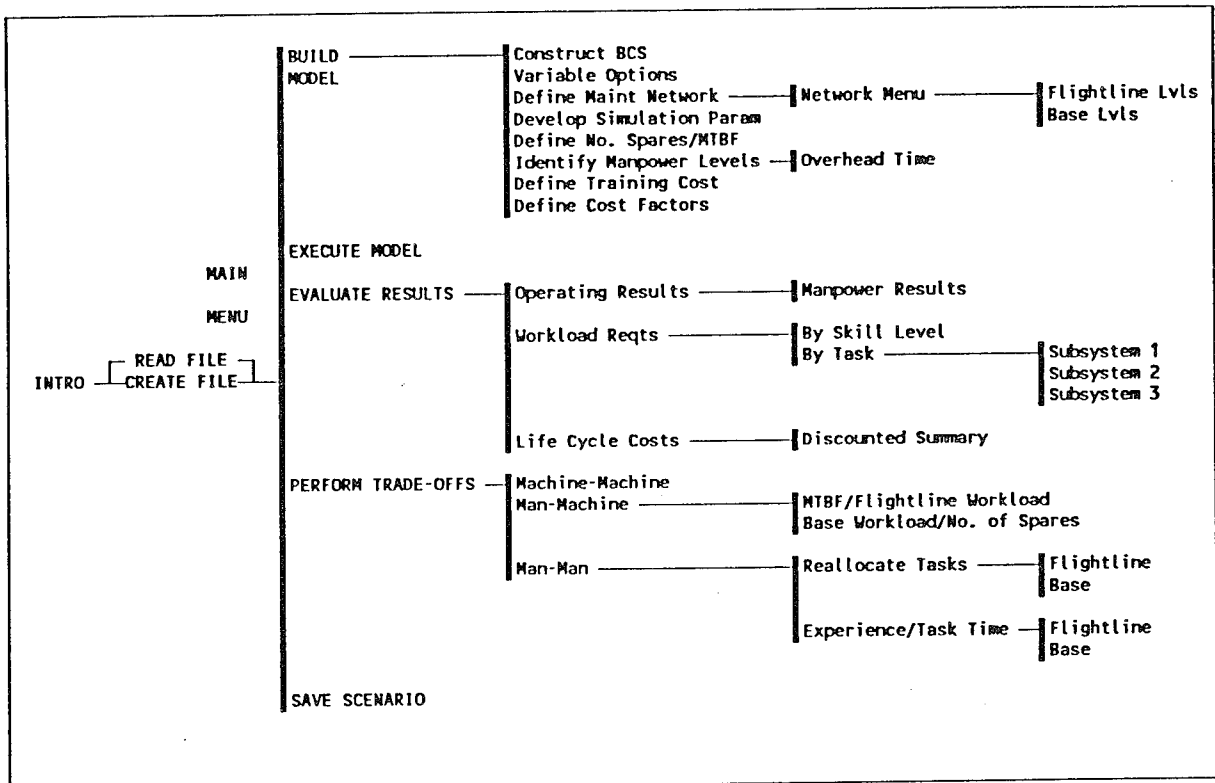 BUILD
MODEL
Construct BCS
Variable Options
Define Maint Network
Network Menu
Flightline Lvls
Base Lvls
Develop Simulation Param
Define No. Spares/MTBF
Identify Manpower Levels
Overhead Time
Define Training Cost
Define Cost Factors
EXECUTE MODEL
MAIN
MENU
EVALUATE RESULTS
Operating Results
Manpower Results
Workload Reqts
By Skill Level
By Task
Subsystem 1
Subsystem 2
Subsystem 3
READ FILE
INTRO
CREATE FILE
Life Cycle Costs
Discounted Summary
PERFORM TRADE-OFFS
Machine-Machine
Man-Machine
MTBF/Flightline Workload
Base Workload/No. of Spares
Man-Man
Reallocate Tasks
Flightline
Base
Experience/Task Time
Flightline
Base
SAVE SCENARIO